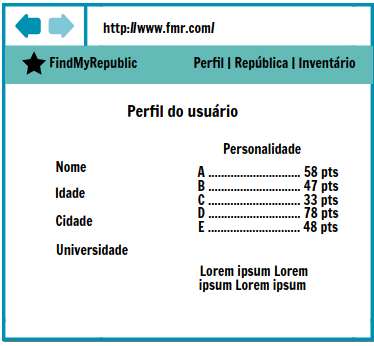 http://www.fmr.com/
FindMyRepublic Perfil | República | Inventário
Perfil do usuário
Nome
Idade
Cidade
Universidade
Personalidade
A ............................. 58 pts
B ............................. 47 pts
C ............................. 33 pts
D ............................. 78 pts
E ............................. 48 pts
Lorem ipsum Lorem
ipsum Lorem ipsum